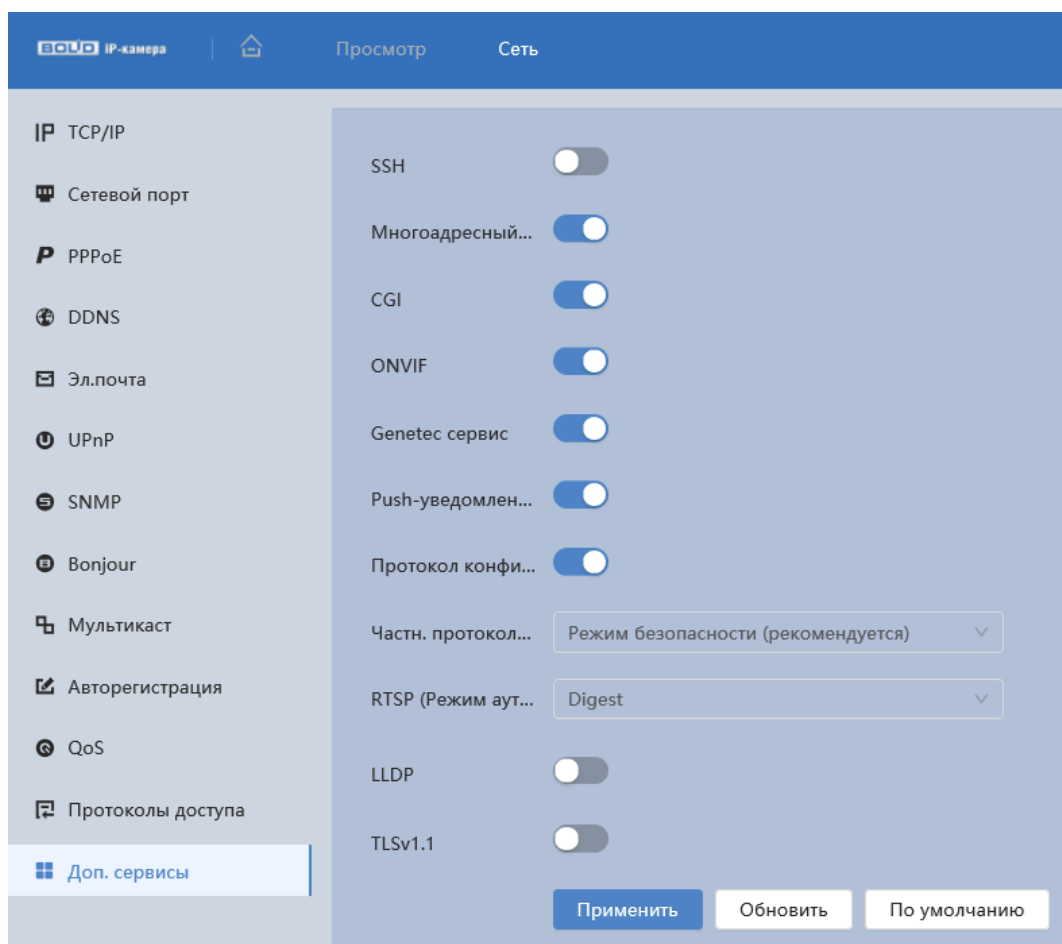 BOLID IP-камера
Просмотр
Сеть
TCP/IP
Сетевой порт
PPPoE
DDNS
Эл.почта
UPnP
SNMP
Bonjour
Мультикаст
Авторегистрация
QoS
Протоколы доступа
Доп. сервисы
SSH
Многоадресный...
CGI
ONVIF
Genetec сервис
Push-уведомлен...
Протокол конфи...
Частн. протокол... Режим безопасности (рекомендуется)
RTSP (Режим аут... Digest
LLDP
TLSv1.1
Применить Обновить По умолчанию